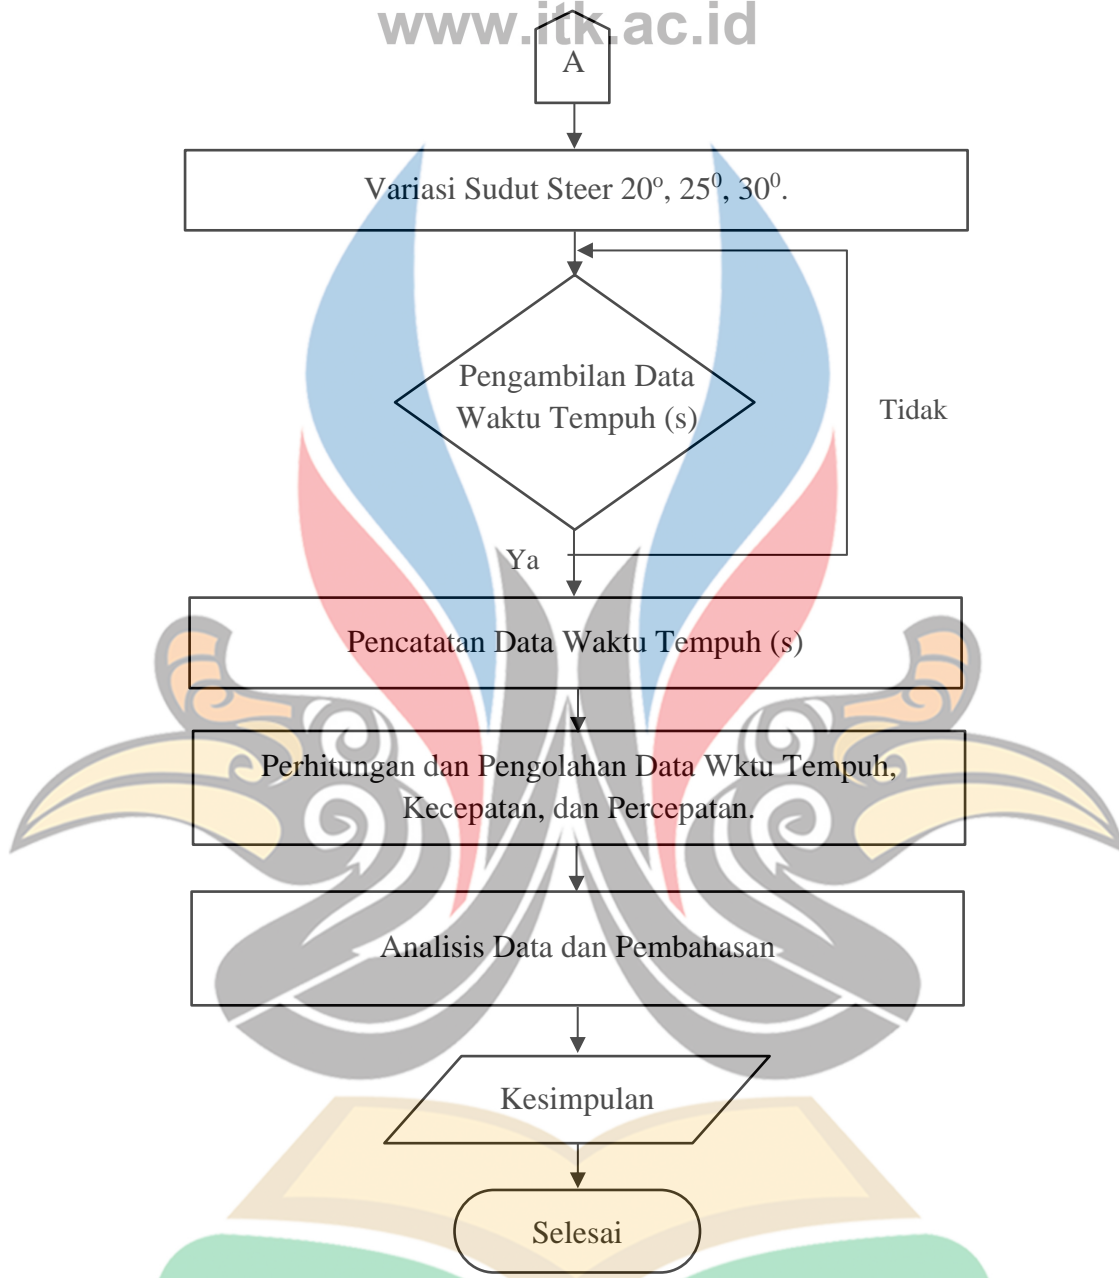 www.itk.ac.id
A
Variasi Sudut Steer 20º, 25⁰, 30⁰.
Pengambilan Data
Waktu Tempuh (s)
Tidak
Ya
Pencatatan Data Waktu Tempuh (s)
Perhitungan dan Pengolahan Data Wktu Tempuh,
Kecepatan, dan Percepatan.
Analisis Data dan Pembahasan
Kesimpulan
Selesai